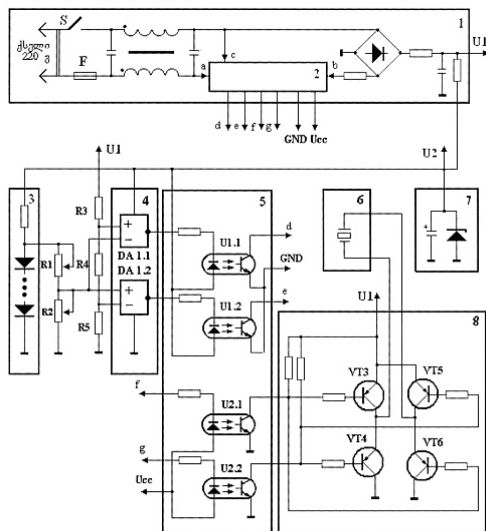 S
1
ქსელი
220 ვ
F
a
c
2
b
U1
d
e
f
g
GND Ucc
U1
U2
3
R3
4
5
6
7
DA 1.1
DA 1.2
R1
R4
R2
R5
U1.1
d
GND
U1.2
e
U1
8
f
U2.1
VT3
VT5
g
VT4
VT6
Ucc
U2.2